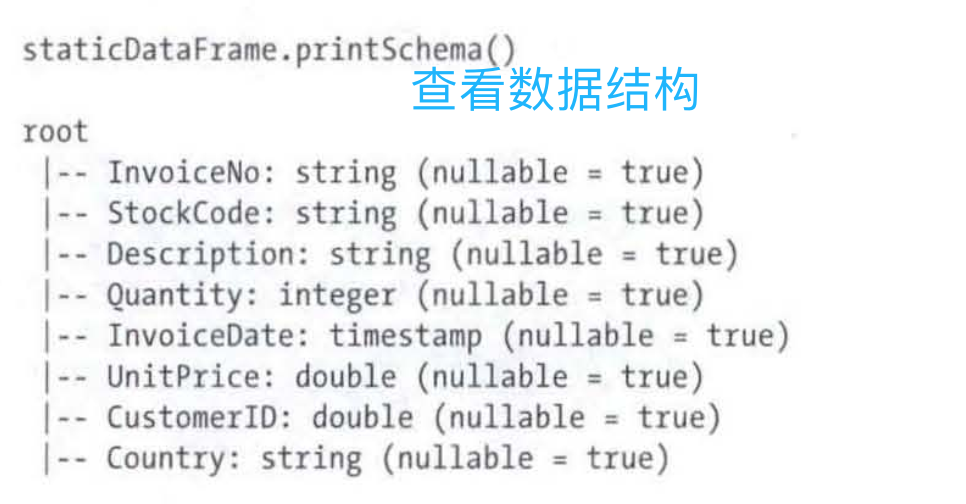 staticDataFrame.printSchema()
查看数据结构
root
|-- InvoiceNo: string (nullable = true)
|-- StockCode: string (nullable = true)
|-- Description: string (nullable = true)
|-- Quantity: integer (nullable = true)
|-- InvoiceDate: timestamp (nullable = true)
|-- UnitPrice: double (nullable = true)
|-- CustomerID: double (nullable = true)
|-- Country: string (nullable = true)